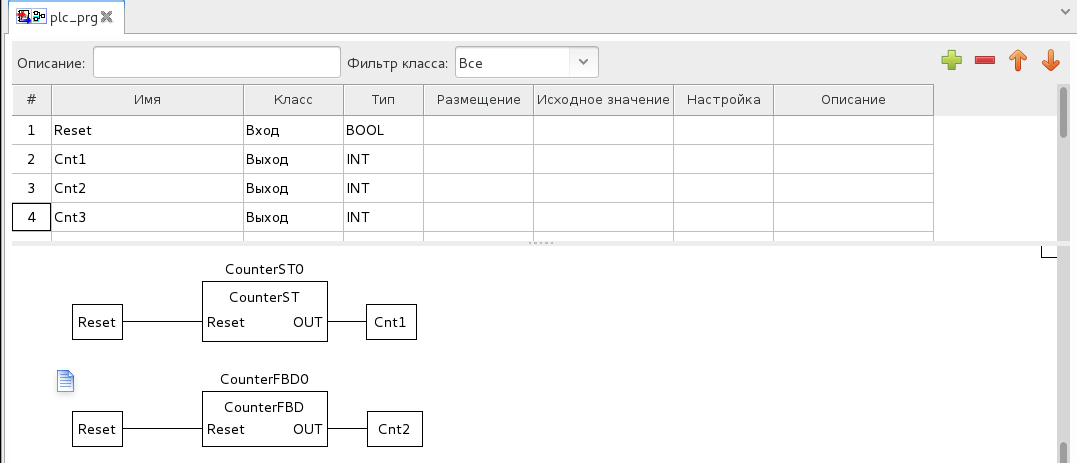 plc_prg
Описание: Фильтр класса: Все
# Имя Класс Тип Размещение Исходное значение Настройка Описание
1 Reset Вход BOOL
2 Cnt1 Выход INT
3 Cnt2 Выход INT
4 Cnt3 Выход INT
CounterST0
CounterST
Reset Reset OUT Cnt1
CounterFBD0
CounterFBD
Reset Reset OUT Cnt2